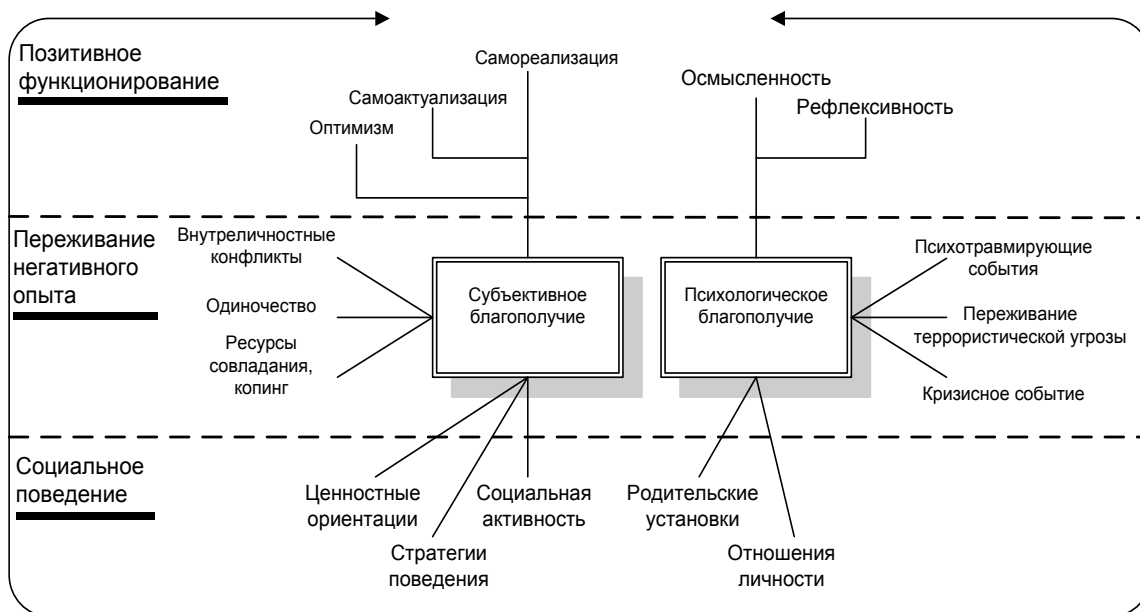 Позитивное
функционирование
Самореализация
Самоактуализация
Оптимизм
Осмысленность
Рефлексивность
Переживание
негативного
опыта
Внутреличностные
конфликты
Одиночество
Ресурсы
совладания,
копинг
Субъективное
благополучие
Психологическое
благополучие
Психотравмирующие
события
Переживание
террористической угрозы
Кризисное событие
Социальное
поведение
Ценностные
ориентации
Стратегии
поведения
Социальная
активность
Родительские
установки
Отношения
личности